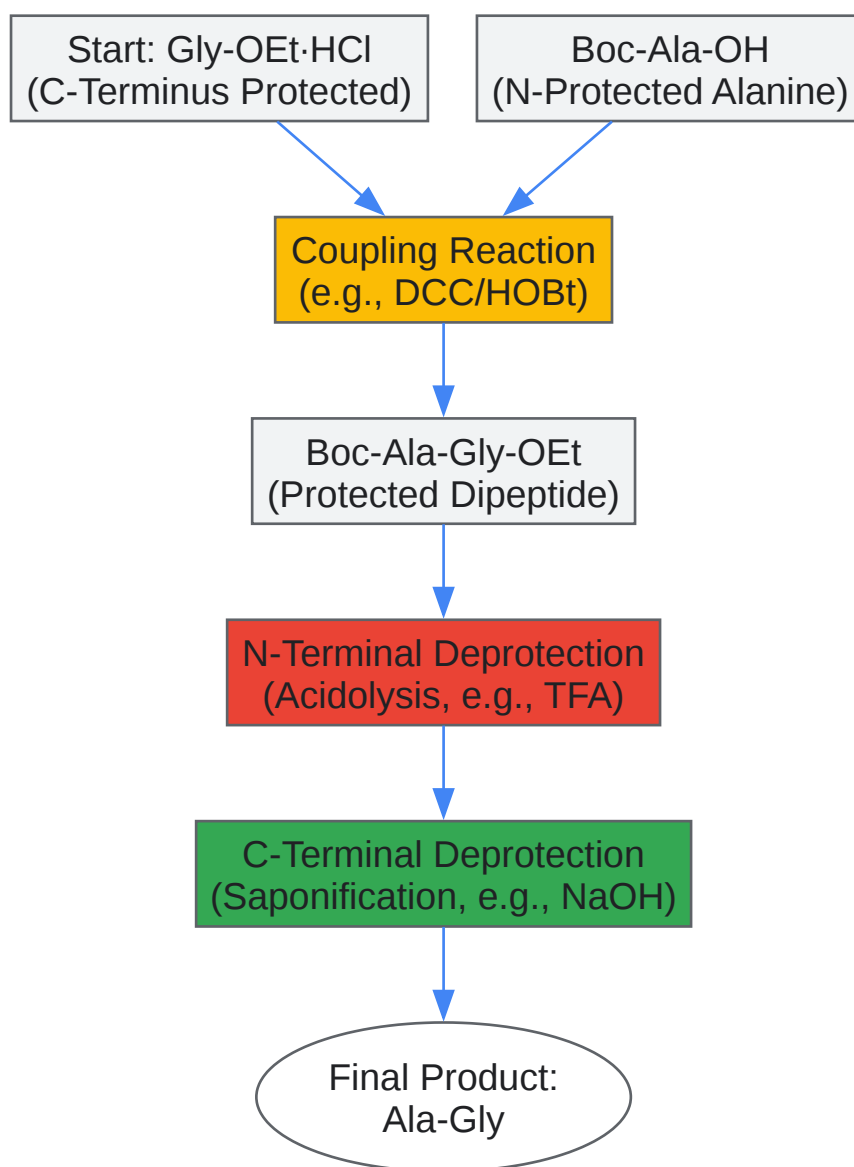 Start: Gly-OEt·HCl
(C-Terminus Protected)
Boc-Ala-OH
(N-Protected Alanine)
Coupling Reaction
(e.g., DCC/HOBt)
Boc-Ala-Gly-OEt
(Protected Dipeptide)
N-Terminal Deprotection
(Acidolysis, e.g., TFA)
C-Terminal Deprotection
(Saponification, e.g., NaOH)
Final Product:
Ala-Gly